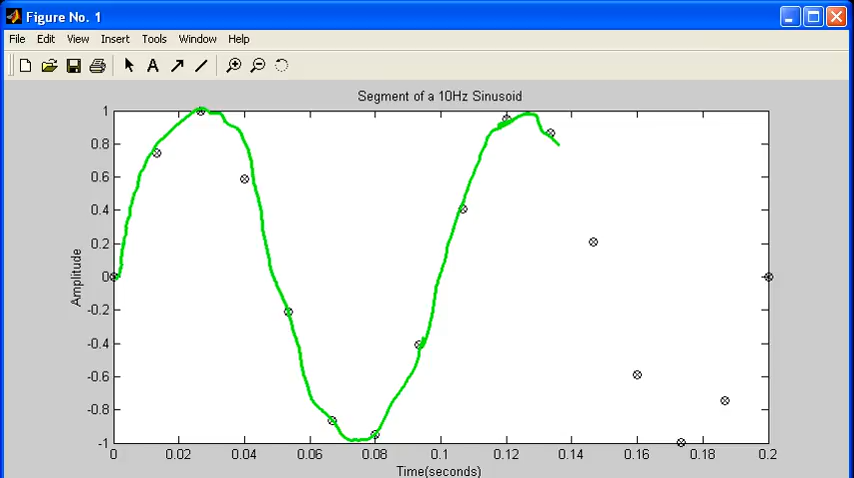 Figure No. 1
File Edit View Insert Tools Window Help
Segment of a 10Hz Sinusoid
1
0.8
0.6
0.4
0.2
0
-0.2
-0.4
-0.6
-0.8
-1
Amplitude
0 0.02 0.04 0.06 0.08 0.1 0.12 0.14 0.16 0.18 0.2
Time(seconds)